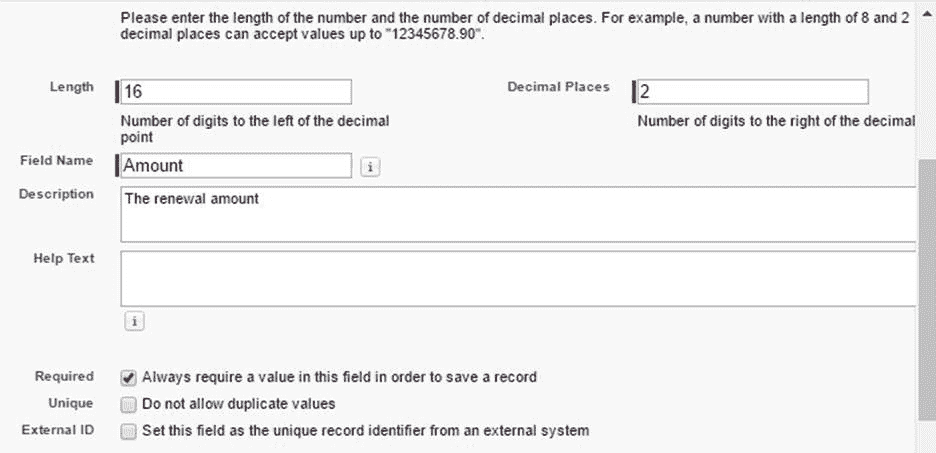 Please enter the length of the number and the number of decimal places. For example, a number with a length of 8 and 2
decimal places can accept values up to "12345678.90".
Length 16 Decimal Places 2
Number of digits to the left of the decimal Number of digits to the right of the decimal
point
Field Name Amount i
Description The renewal amount
Help Text
i
Required Always require a value in this field in order to save a record
Unique Do not allow duplicate values
External ID Set this field as the unique record identifier from an external system